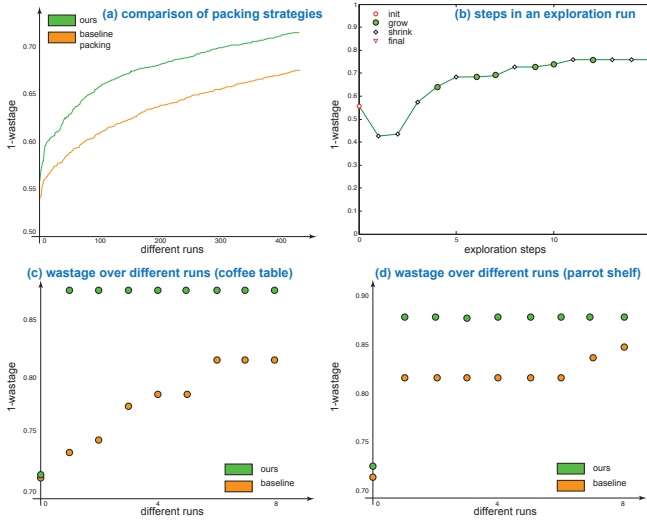 (a) comparison of packing strategies
ours
baseline
packing
0.70
0.65
0.60
0.55
0.50
1-wastage
0
100
200
300
400
different runs
(b) steps in an exploration run
init
grow
shrink
final
1
0.9
0.8
0.7
0.6
0.5
0.4
0.3
0.2
0.1
0
1-wastage
0
5
10
exploration steps
(c) wastage over different runs (coffee table)
0.85
0.80
0.75
0.70
1-wastage
0
4
8
ours
baseline
different runs
(d) wastage over different runs (parrot shelf)
0.90
0.85
0.80
0.75
0.70
1-wastage
0
4
8
ours
baseline
different runs